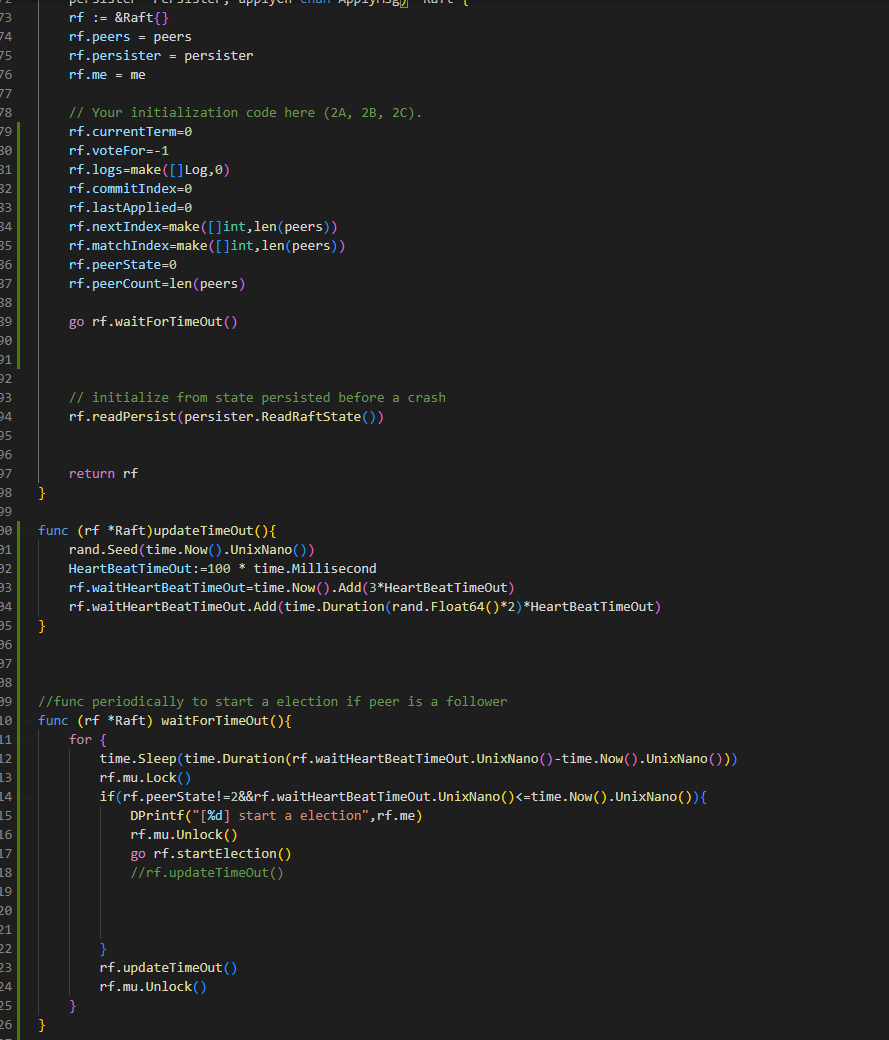 persister *Persister, applyCh chan ApplyMsg) *Raft {
73 rf := &Raft{}
74 rf.peers = peers
75 rf.persister = persister
76 rf.me = me
77
78 // Your initialization code here (2A, 2B, 2C).
79 rf.currentTerm=0
80 rf.voteFor=-1
81 rf.logs=make([]Log,0)
82 rf.commitIndex=0
83 rf.lastApplied=0
84 rf.nextIndex=make([]int,len(peers))
85 rf.matchIndex=make([]int,len(peers))
86 rf.peerState=0
87 rf.peerCount=len(peers)
88
89 go rf.waitForTimeOut()
90
91
92
93 // initialize from state persisted before a crash
94 rf.readPersist(persister.ReadRaftState())
95
96
97 return rf
98 }
99
00 func (rf *Raft)updateTimeOut(){
01 rand.Seed(time.Now().UnixNano())
02 HeartBeatTimeOut:=100 * time.Millisecond
03 rf.waitHeartBeatTimeOut=time.Now().Add(3*HeartBeatTimeOut)
04 rf.waitHeartBeatTimeOut.Add(time.Duration(rand.Float64()*2)*HeartBeatTimeOut)
05 }
06
07
08
09 //func periodically to start a election if peer is a follower
10 func (rf *Raft) waitForTimeOut(){
11 for {
12 time.Sleep(time.Duration(rf.waitHeartBeatTimeOut.UnixNano()-time.Now().UnixNano()))
13 rf.mu.Lock()
14 if(rf.peerState!=2&&rf.waitHeartBeatTimeOut.UnixNano()<=time.Now().UnixNano()){
15 DPrintf("[%d] start a election",rf.me)
16 rf.mu.Unlock()
17 go rf.startElection()
18 //rf.updateTimeOut()
19
20
21
22 }
23 rf.updateTimeOut()
24 rf.mu.Unlock()
25 }
26 }